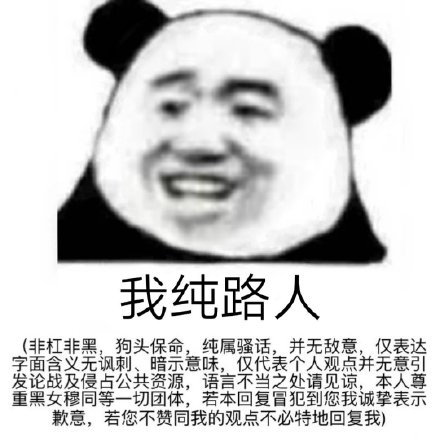 我纯路人
(非杠非黑，狗头保命，纯属骚话，并无敌意，仅表达
字面含义无讽刺、暗示意味，仅代表个人观点并无意引
发论战及侵占公共资源，语言不当之处请见谅，本人尊
重黑女穆同等一切团体，若本回复冒犯到您我诚挚表示
歉意，若您不赞同我的观点不必特地回复我)